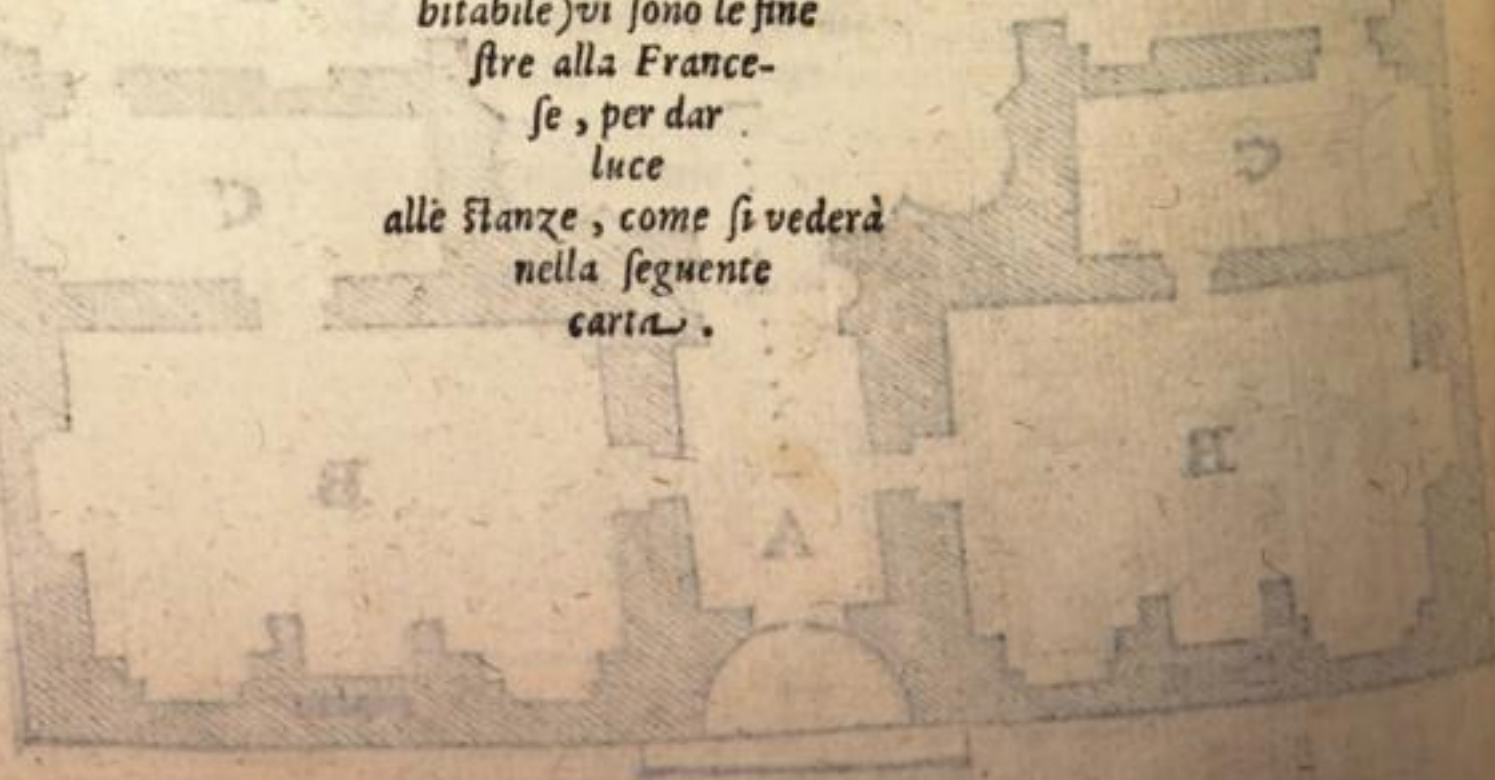 bitabile) vi ſono le fine
ſtre alla France-
ſe, per dar
luce
alle ſtanze, come ſi vederà
nella ſeguente
carta.
C
C
B
B
A